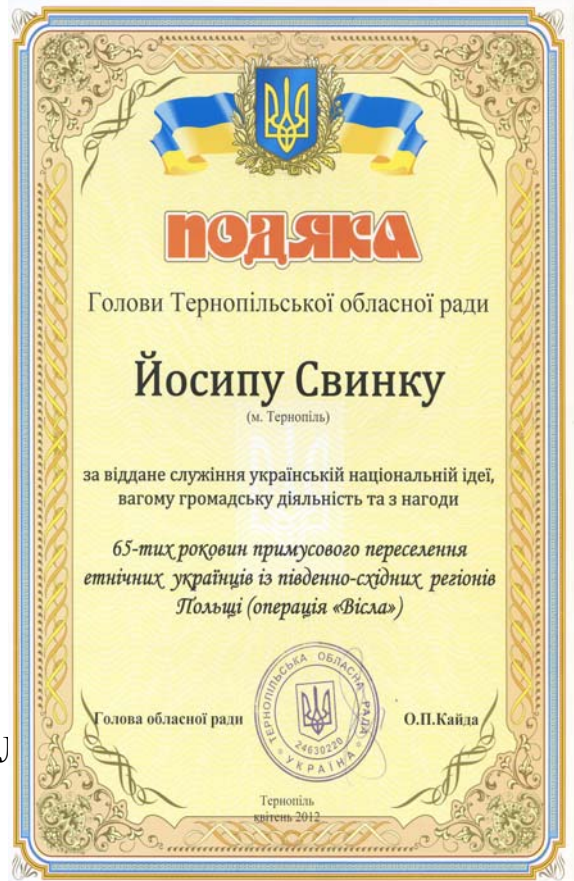 ПОДЯКА
Голови Тернопільської обласної ради
Йосипу Свинку
(м. Тернопіль)
за віддане служіння українській національній ідеї,
вагому громадську діяльність та з нагоди
65-тих роковин примусового переселення
етнічних українців із південно-східних регіонів
Польщі (операція «Вісла»)
Голова обласної ради
О.П.Кайда
ТЕРНОПІЛЬСЬКА ОБЛАСНА РАДА
24630220
УКРАЇНА
Тернопіль
квітень 2012